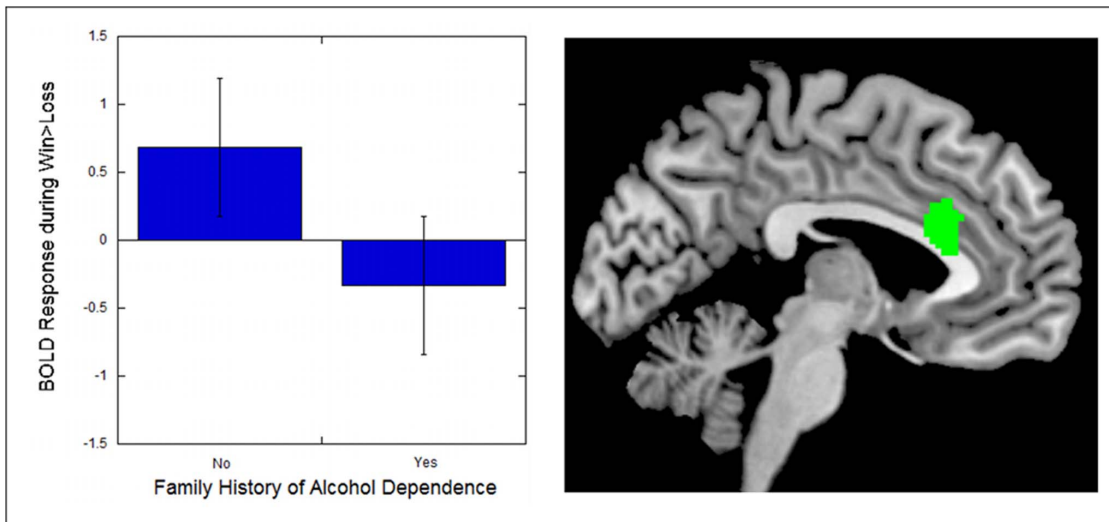 BOLD Response during Win>Loss
1.5
1
0.5
0
-0.5
-1
-1.5
No Yes
Family History of Alcohol Dependence